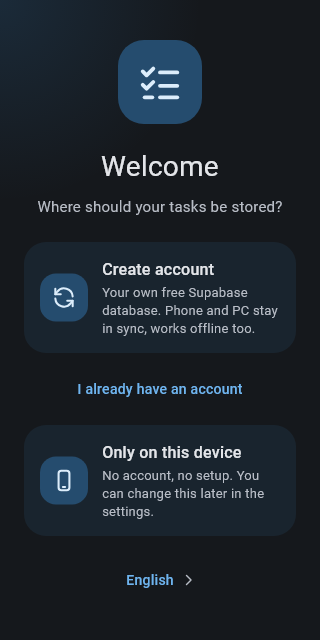 Welcome
Where should your tasks be stored?
Create account
Your own free Supabase
database. Phone and PC stay
in sync, works offline too.
I already have an account
Only on this device
No account, no setup. You
can change this later in the
settings.
English